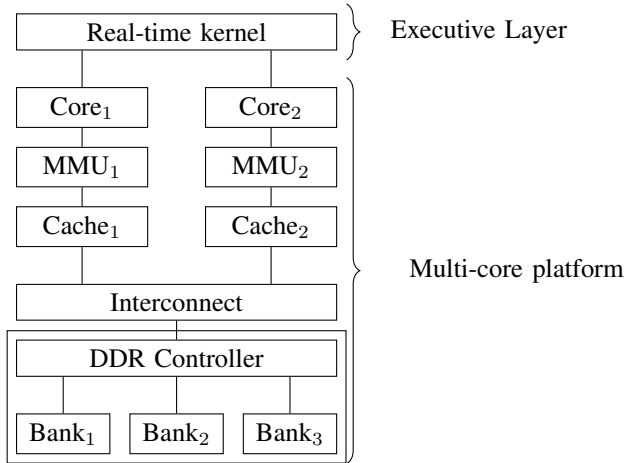 Real-time kernel
Executive Layer
Core₁
Core₂
MMU₁
MMU₂
Cache₁
Cache₂
Multi-core platform
Interconnect
DDR Controller
Bank₁
Bank₂
Bank₃